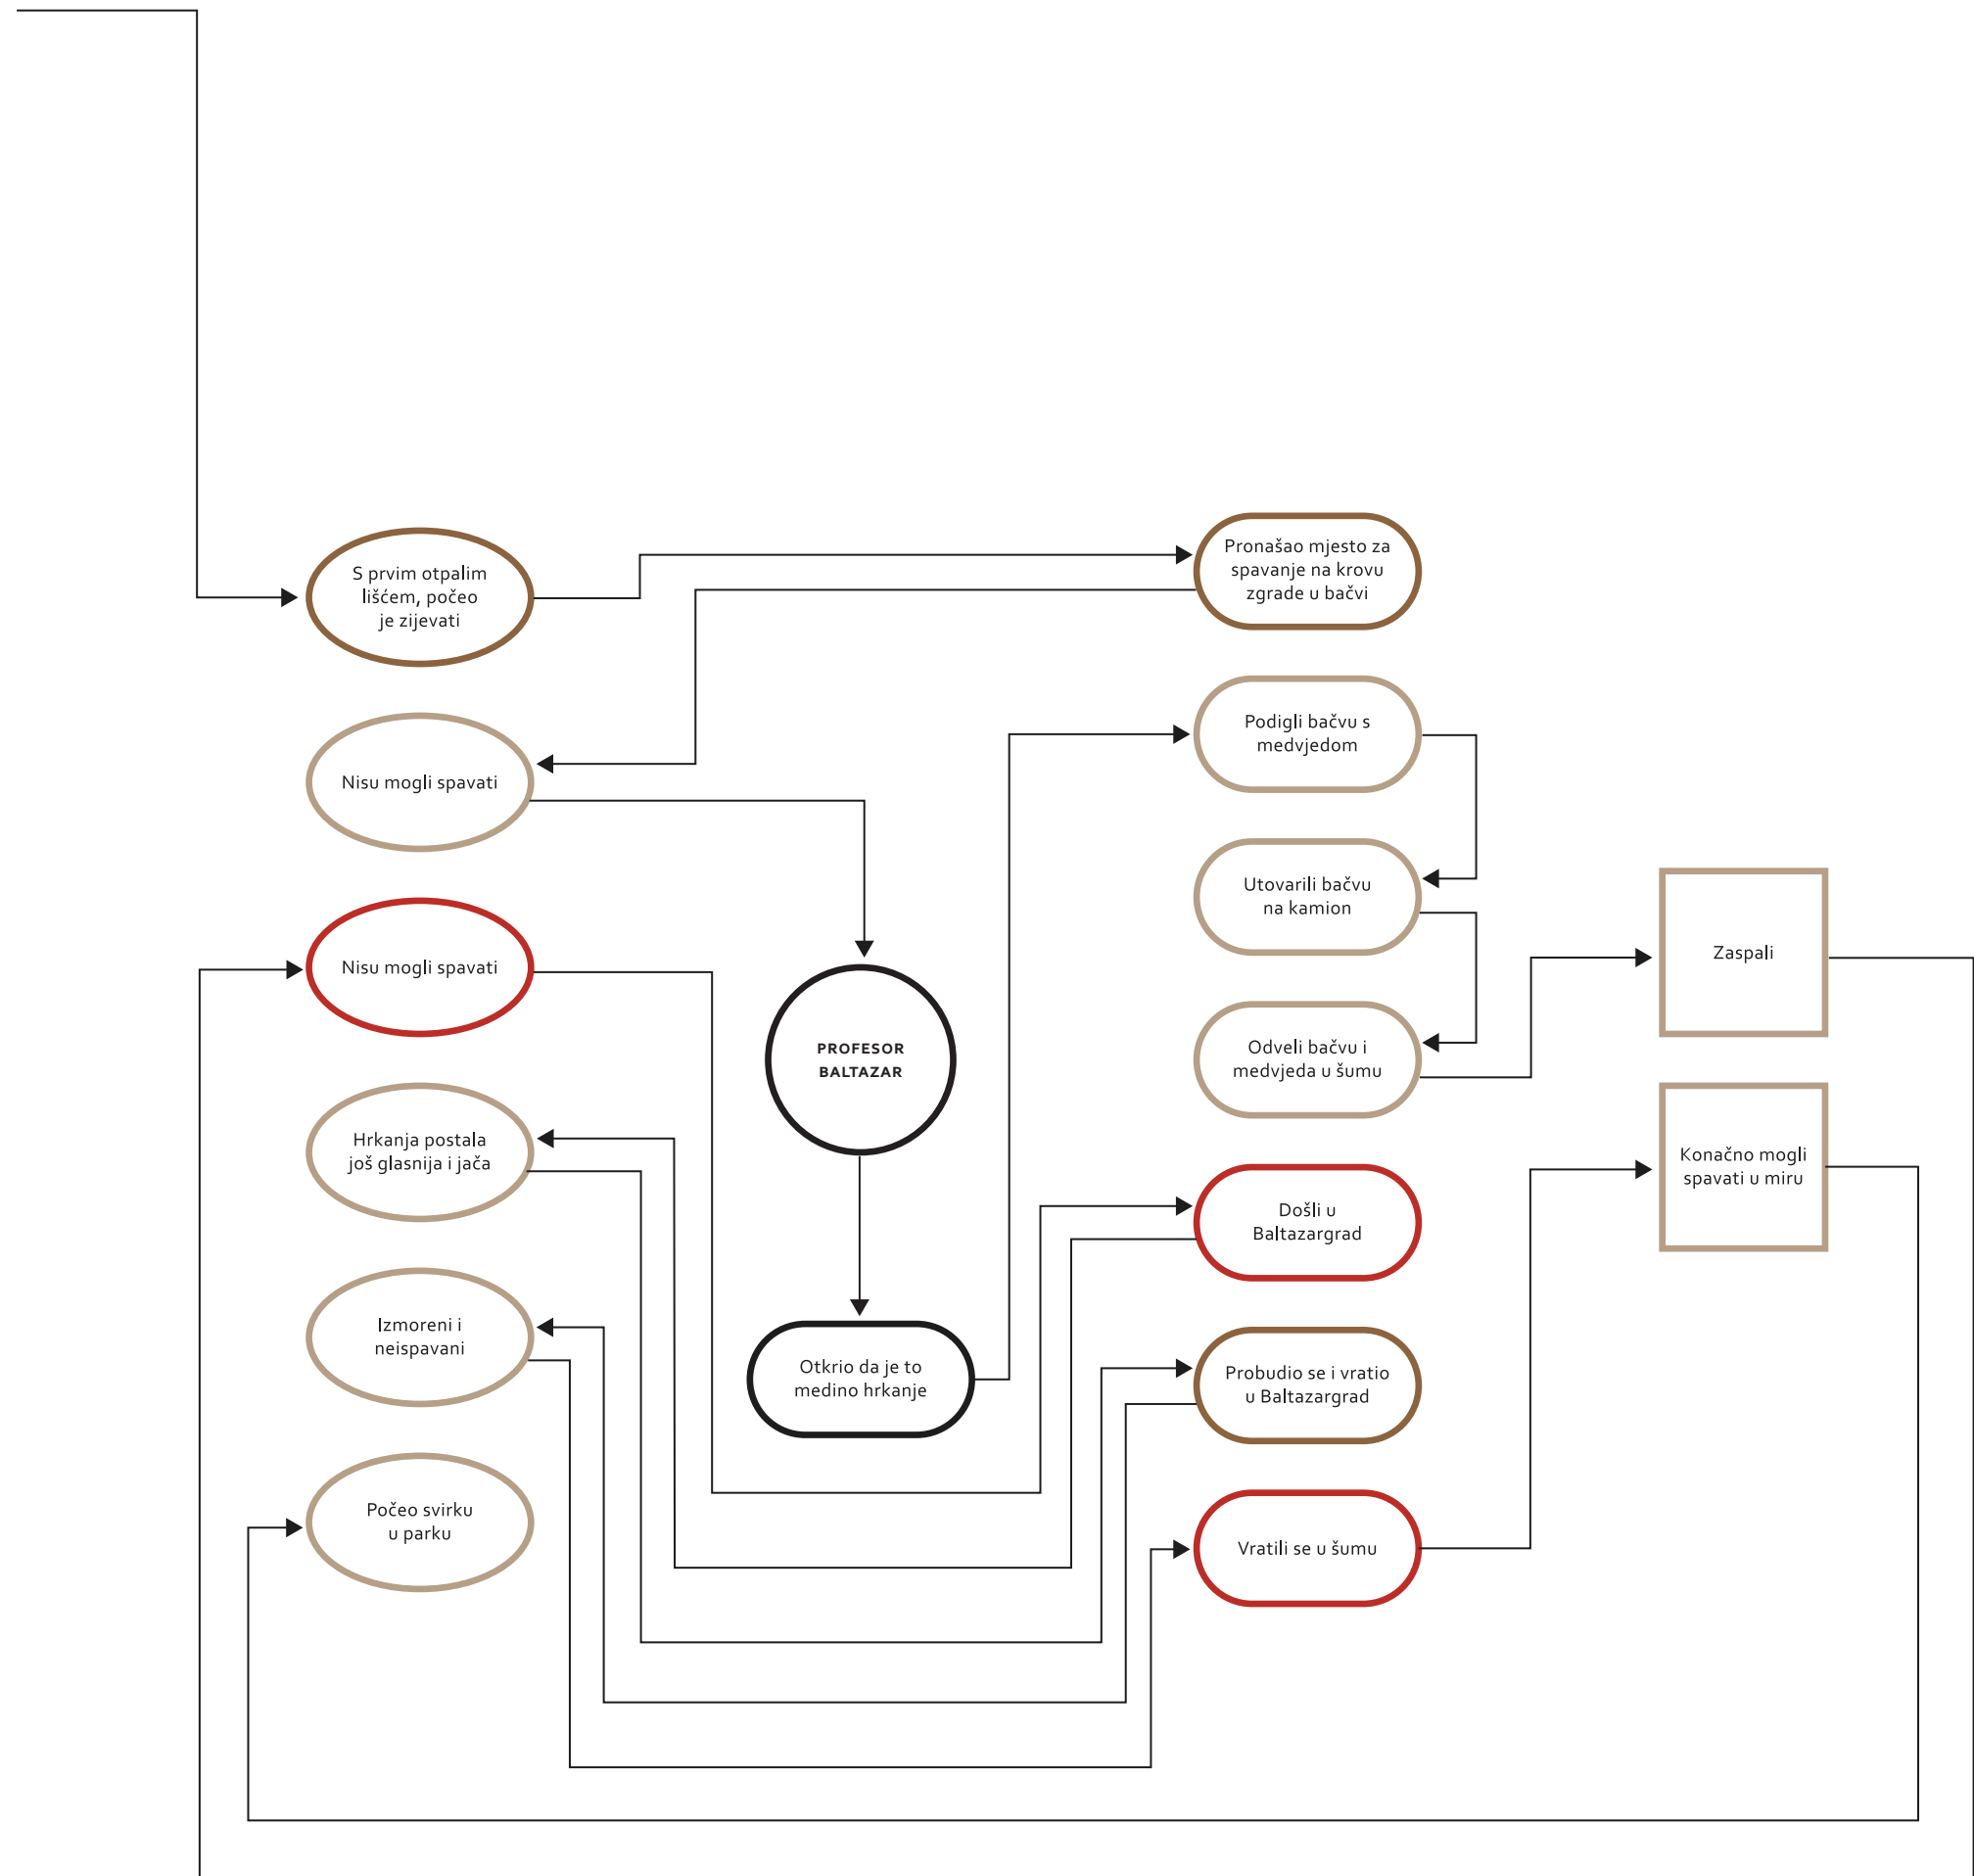 S prvim otpalim
lišćem, počeo
je zijevati
Nisu mogli spavati
Nisu mogli spavati
Hrkanja postala
još glasnija i jača
Izmoreni i
neispavani
Počeo svirku
u parku
PROFESOR
BALTAZAR
Otkrio da je to
medino hrkanje
Pronašao mjesto za
spavanje na krovu
zgrade u bačvi
Podigli bačvu s
medvjedom
Utovarili bačvu
na kamion
Odveli bačvu i
medvjeda u šumu
Došli u
Baltazargrad
Probudio se i vratio
u Baltazargrad
Vratili se u šumu
Zaspali
Konačno mogli
spavati u miru